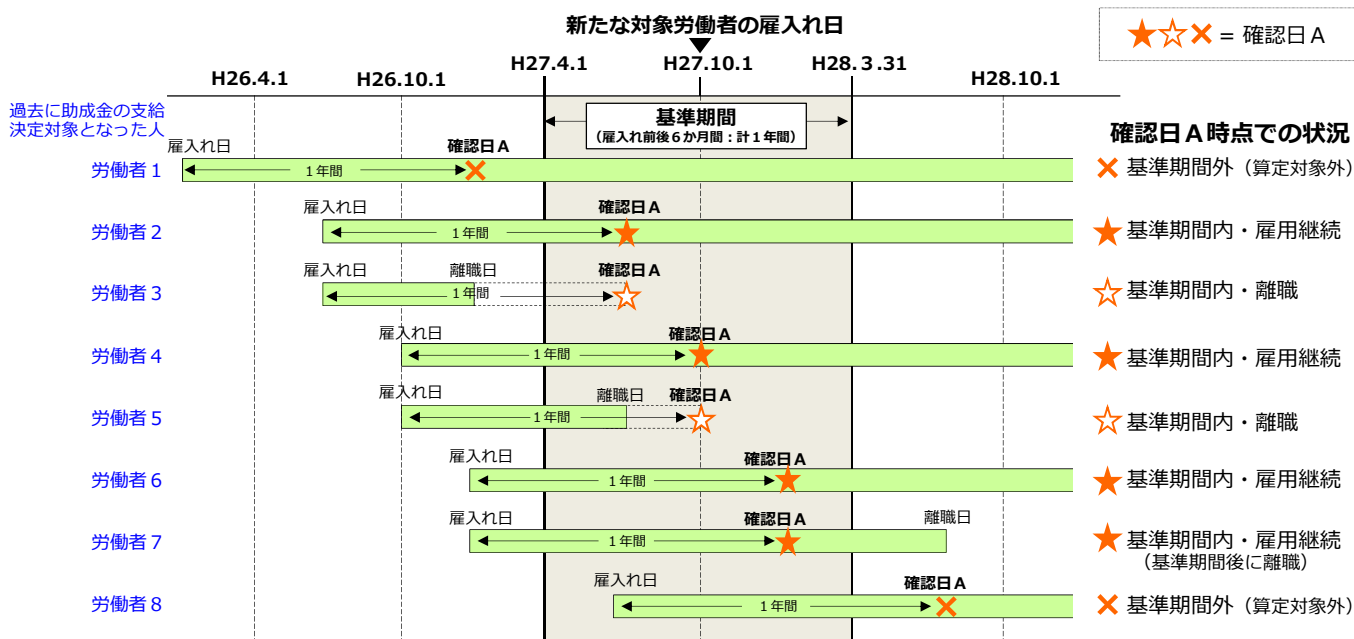 新たな対象労働者の雇入れ日
= 確認日A
H26.4.1
H26.10.1
H27.4.1
H27.10.1
H28.３.31
H28.10.1
過去に助成金の支給
決定対象となった人
基準期間
（雇入れ前後６か月間：計１年間）
確認日A時点での状況
雇入れ日
確認日A
労働者１
１年間
基準期間外（算定対象外）
雇入れ日
確認日A
労働者２
１年間
基準期間内・雇用継続
雇入れ日
離職日
確認日A
労働者３
１年間
基準期間内・離職
雇入れ日
確認日A
労働者４
１年間
基準期間内・雇用継続
雇入れ日
離職日
確認日A
労働者５
１年間
基準期間内・離職
雇入れ日
確認日A
労働者６
１年間
基準期間内・雇用継続
雇入れ日
確認日A
離職日
労働者７
１年間
基準期間内・雇用継続
（基準期間後に離職）
雇入れ日
確認日A
労働者８
１年間
基準期間外（算定対象外）